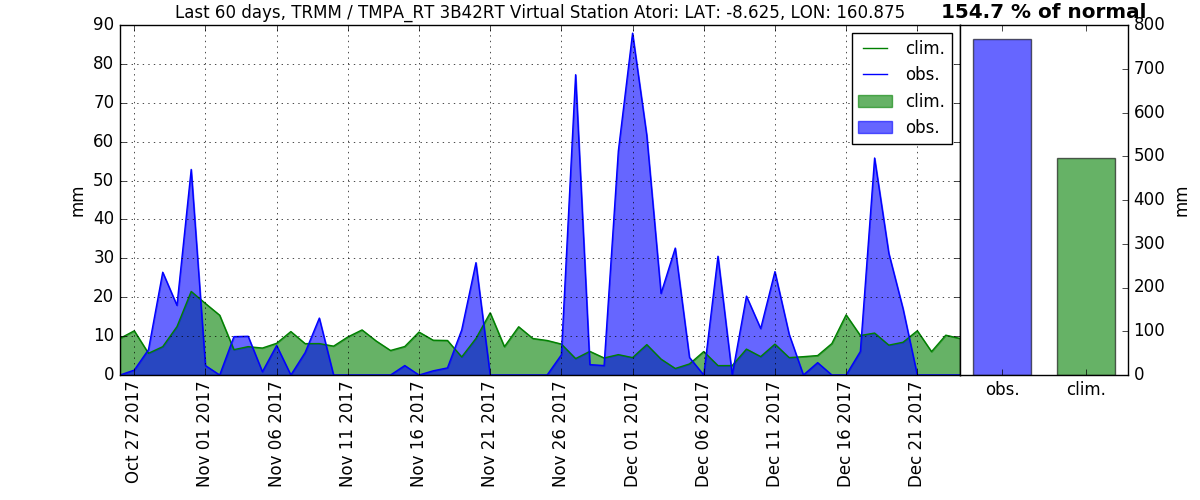 Last 60 days, TRMM / TMPA_RT 3B42RT Virtual Station Atori: LAT: -8.625, LON: 160.875
154.7 % of normal
90
80
70
60
50
40
30
20
10
0
mm
clim.
obs.
clim.
obs.
Oct 27 2017
Nov 01 2017
Nov 06 2017
Nov 11 2017
Nov 16 2017
Nov 21 2017
Nov 26 2017
Dec 01 2017
Dec 06 2017
Dec 11 2017
Dec 16 2017
Dec 21 2017
800
700
600
500
400
300
200
100
0
mm
obs.
clim.